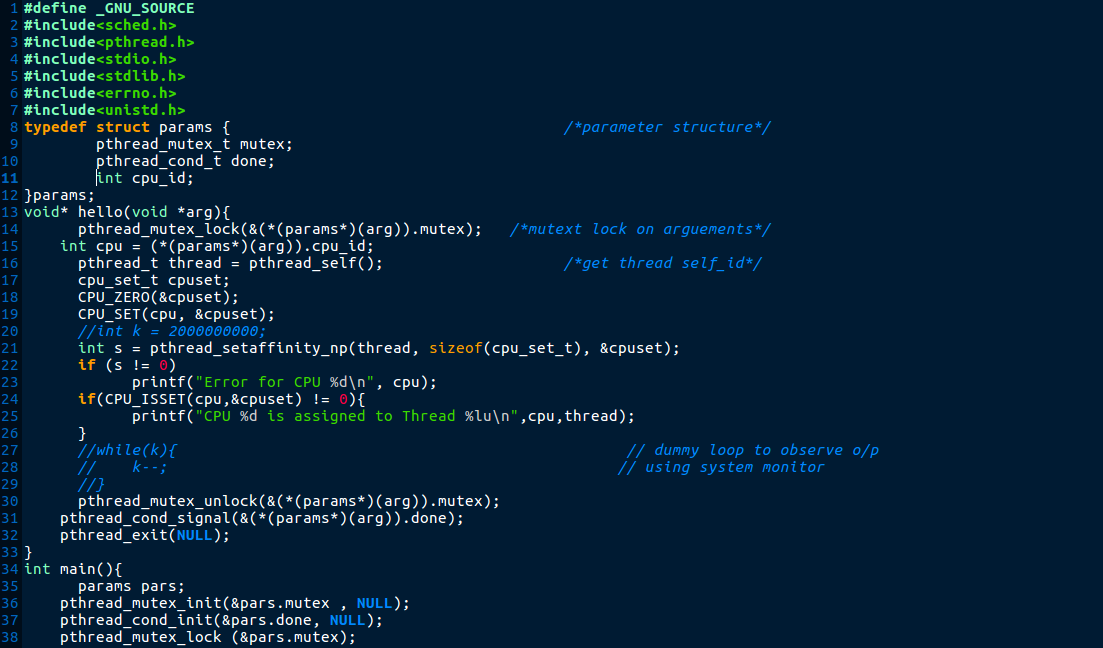 1 #define _GNU_SOURCE
2 #include<sched.h>
3 #include<pthread.h>
4 #include<stdio.h>
5 #include<stdlib.h>
6 #include<errno.h>
7 #include<unistd.h>
8 typedef struct params { /*parameter structure*/
9 pthread_mutex_t mutex;
10 pthread_cond_t done;
11 int cpu_id;
12 }params;
13 void* hello(void *arg){
14 pthread_mutex_lock(&(*(params*)(arg)).mutex); /*mutext lock on arguements*/
15 int cpu = (*(params*)(arg)).cpu_id;
16 pthread_t thread = pthread_self(); /*get thread self_id*/
17 cpu_set_t cpuset;
18 CPU_ZERO(&cpuset);
19 CPU_SET(cpu, &cpuset);
20 //int k = 2000000000;
21 int s = pthread_setaffinity_np(thread, sizeof(cpu_set_t), &cpuset);
22 if (s != 0)
23 printf("Error for CPU %d\n", cpu);
24 if(CPU_ISSET(cpu,&cpuset) != 0){
25 printf("CPU %d is assigned to Thread %lu\n",cpu,thread);
26 }
27 //while(k){ // dummy loop to observe o/p
28 // k--; // using system monitor
29 //}
30 pthread_mutex_unlock(&(*(params*)(arg)).mutex);
31 pthread_cond_signal(&(*(params*)(arg)).done);
32 pthread_exit(NULL);
33 }
34 int main(){
35 params pars;
36 pthread_mutex_init(&pars.mutex , NULL);
37 pthread_cond_init(&pars.done, NULL);
38 pthread_mutex_lock (&pars.mutex);